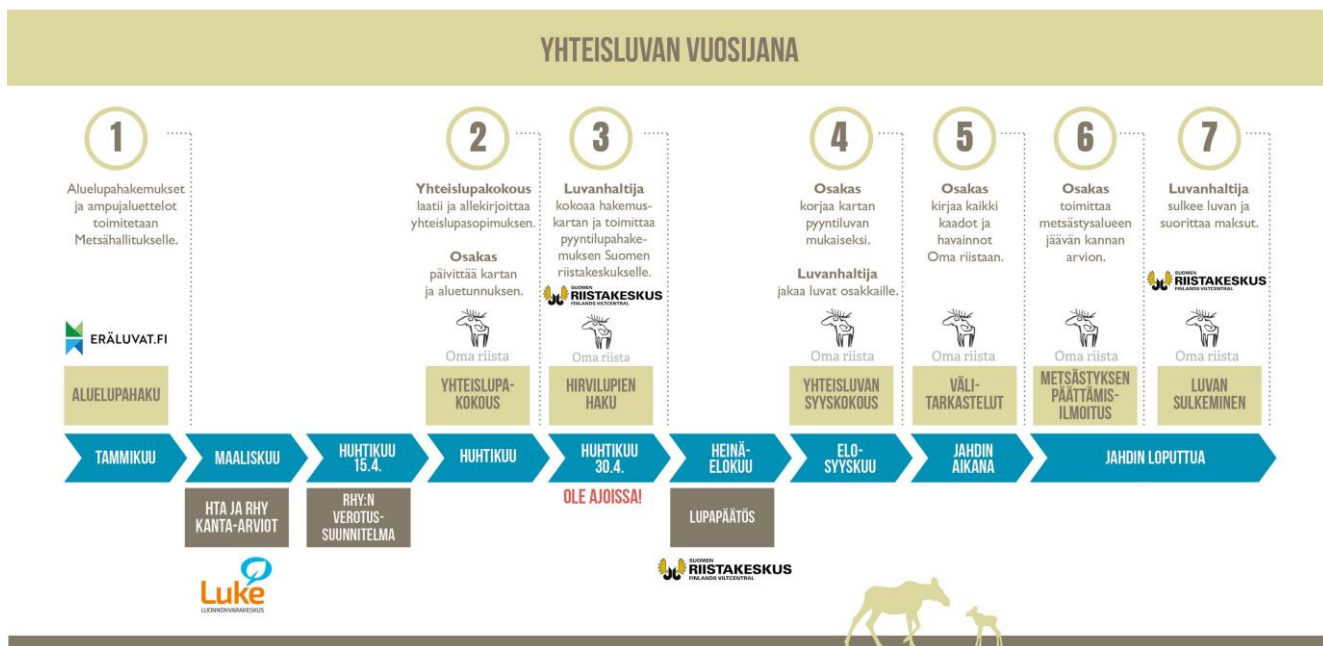 YHTEISLUVAN VUOSIJANA
1
Aluelupahakemukset
ja ampujaluettelot
toimitetaan
Metsähallitukselle.
ERÄLUVAT.FI
ALUELUPAHAKU
2
Yhteislupakokous
laatii ja allekirjoittaa
yhteislupasopimuksen.
Osakas
päivittää kartan
ja aluetunnuksen.
Oma riista
YHTEISLUPA-
KOKOUS
3
Luvanhaltija
kokoaa hakemus-
kartan ja toimittaa
pyyntilupahake-
muksen Suomen
riistakeskukselle.
SUOMEN
RIISTAKESKUS
FINLANDS VILTCENTRAL
Oma riista
HIRVILUPIEN
HAKU
4
Osakas
korjaa kartan
pyyntiluvan
mukaiseksi.
Luvanhaltija
jakaa luvat osakkaille.
Oma riista
YHTEISLUVAN
SYYSKOKOUS
5
Osakas
kirjaa kaikki
kaadot ja
havainnot
Oma riistaan.
Oma riista
VÄLI-
TARKASTELUT
6
Osakas
toimittaa
metsästysalueen
jäävän kannan
arvion.
Oma riista
METSÄSTYKSEN
PÄÄTTÄMIS-
ILMOITUS
7
Luvanhaltija
sulkee luvan ja
suorittaa maksut.
SUOMEN
RIISTAKESKUS
FINLANDS VILTCENTRAL
Oma riista
LUVAN
SULKEMINEN
TAMMIKUU
MAALISKUU
HUHTIKUU
15.4.
HUHTIKUU
HUHTIKUU
30.4.
HEINÄ-
ELOKUU
ELO-
SYYSKUU
JAHDIN
AIKANA
JAHDIN LOPUTTUA
HTA JA RHY
KANTA-ARVIOT
Luke
LUONNONVARAKESKUS
RHY:N
VEROTUS-
SUUNNITELMA
OLE AJOISSA!
LUPAPÄÄTÖS
SUOMEN
RIISTAKESKUS
FINLANDS VILTCENTRAL